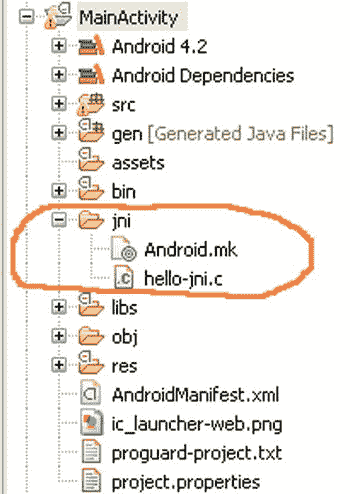 MainActivity
Android 4.2
Android Dependencies
src
gen [Generated Java Files]
assets
bin
jni
Android.mk
hello-jni.c
libs
obj
res
AndroidManifest.xml
ic_launcher-web.png
proguard-project.txt
project.properties